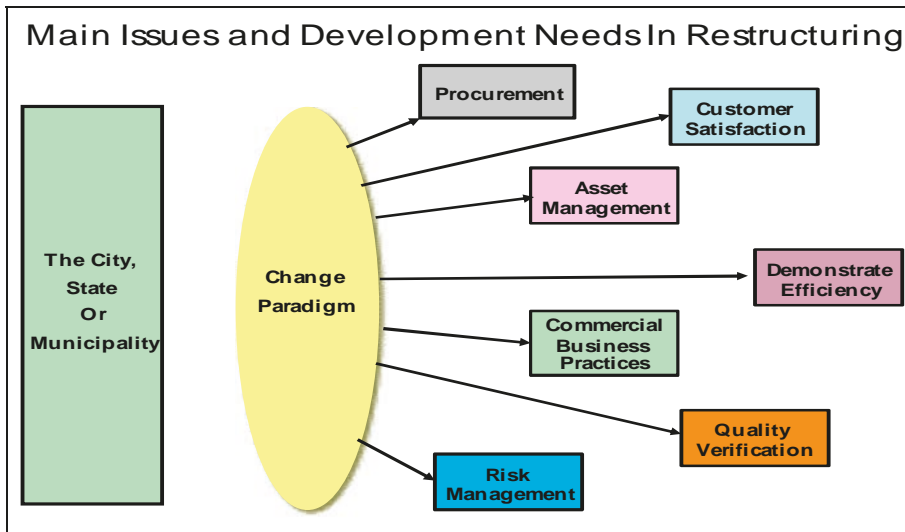 Main Issues and Development Needs In Restructuring
Procurement
Customer
Satisfaction
Asset
Management
The City,
State
Or
Municipality
Change
Paradigm
Demonstrate
Efficiency
Commercial
Business
Practices
Quality
Verification
Risk
Management